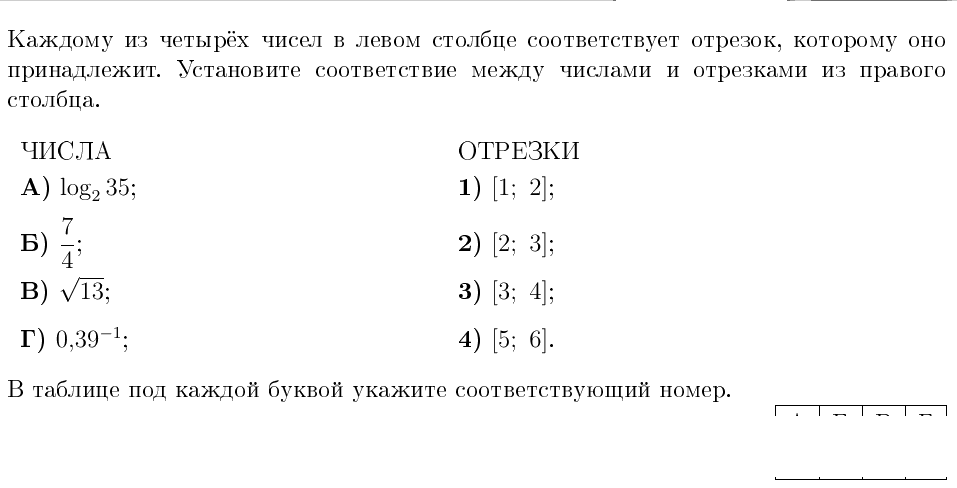 Каждому из четырёх чисел в левом столбце соответствует отрезок, которому оно
принадлежит. Установите соответствие между числами и отрезками из правого
столбца.
ЧИСЛА ОТРЕЗКИ
А) log₂ 35; 1) [1; 2];
Б) 7/4; 2) [2; 3];
В) √13; 3) [3; 4];
Г) 0,39⁻¹; 4) [5; 6].
В таблице под каждой буквой укажите соответствующий номер.